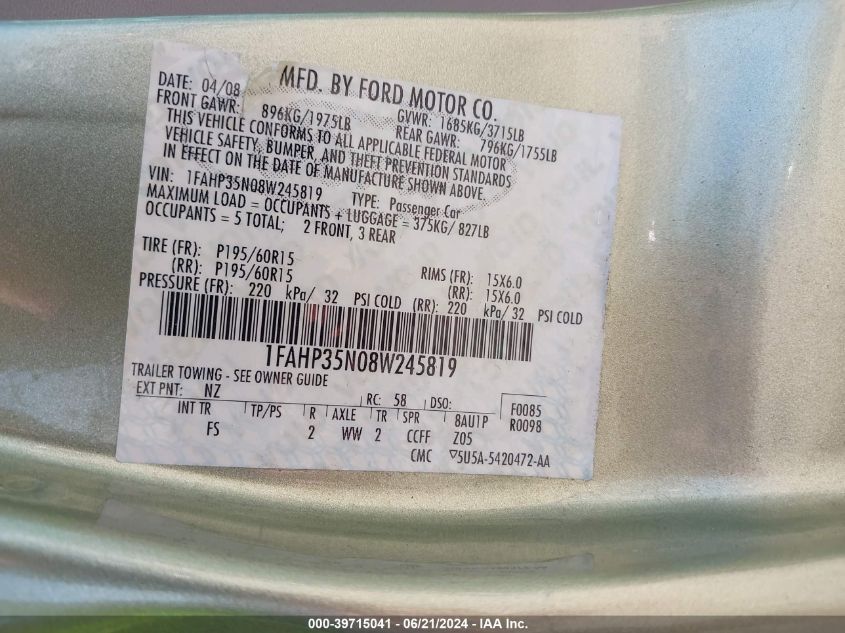 MFD. BY FORD MOTOR CO.
DATE: 04/08 GVWR: 1685KG/3715LB
FRONT GAWR: 896KG/1975LB REAR GAWR: 796KG/1755LB
THIS VEHICLE CONFORMS TO ALL APPLICABLE FEDERAL MOTOR
VEHICLE SAFETY, BUMPER, AND THEFT PREVENTION STANDARDS
IN EFFECT ON THE DATE OF MANUFACTURE SHOWN ABOVE.
VIN: 1FAHP35N08W245819 TYPE: Passenger Car
MAXIMUM LOAD = OCCUPANTS + LUGGAGE = 375KG/ 827LB
OCCUPANTS = 5 TOTAL; 2 FRONT, 3 REAR
TIRE (FR): P195/60R15 RIMS (FR): 15X6.0
(RR): P195/60R15 (RR): 15X6.0
PRESSURE (FR): 220 kPa/ 32 PSI COLD (RR): 220 kPa/ 32 PSI COLD
1FAHP35N08W245819
TRAILER TOWING - SEE OWNER GUIDE
EXT PNT: NZ RC: 58 DSO: F0085
INT TR TP/PS R AXLE TR SPR 8AU1P R0098
FS 2 WW 2 CCFF Z05
CMC ▽5U5A-5420472-AA
000-39715041 - 06/21/2024 - IAA Inc.